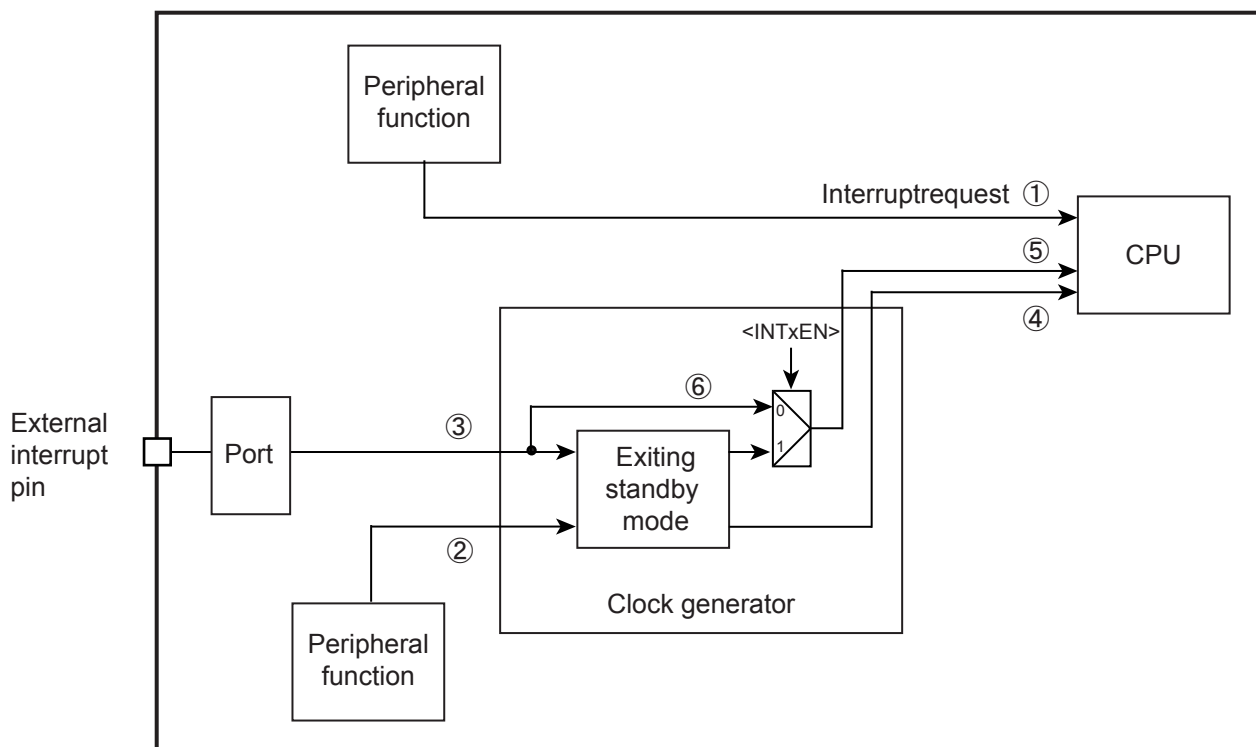 Peripheral
function
Interruptrequest ①
CPU
⑤
④
<INTxEN>
⑥
0
1
External
interrupt
pin
Port
③
Exiting
standby
mode
②
Clock generator
Peripheral
function